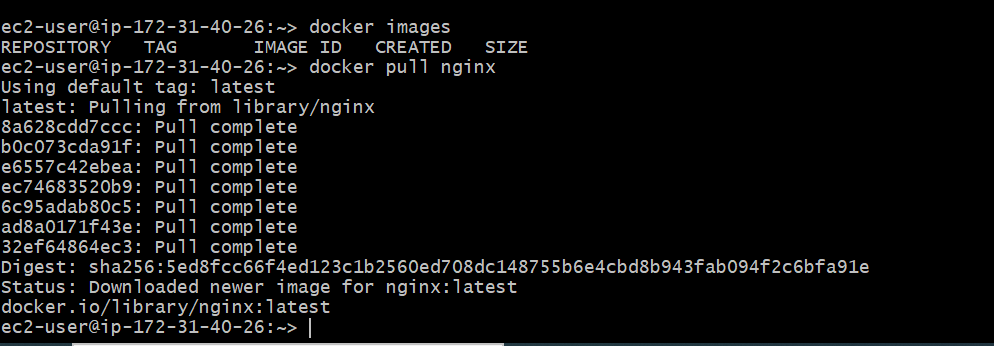 ec2-user@ip-172-31-40-26:~> docker images
REPOSITORY   TAG       IMAGE ID   CREATED   SIZE
ec2-user@ip-172-31-40-26:~> docker pull nginx
Using default tag: latest
latest: Pulling from library/nginx
8a628cdd7ccc: Pull complete
b0c073cda91f: Pull complete
e6557c42ebea: Pull complete
ec74683520b9: Pull complete
6c95adab80c5: Pull complete
ad8a0171f43e: Pull complete
32ef64864ec3: Pull complete
Digest: sha256:5ed8fcc66f4ed123c1b2560ed708dc148755b6e4cbd8b943fab094f2c6bfa91e
Status: Downloaded newer image for nginx:latest
docker.io/library/nginx:latest
ec2-user@ip-172-31-40-26:~>